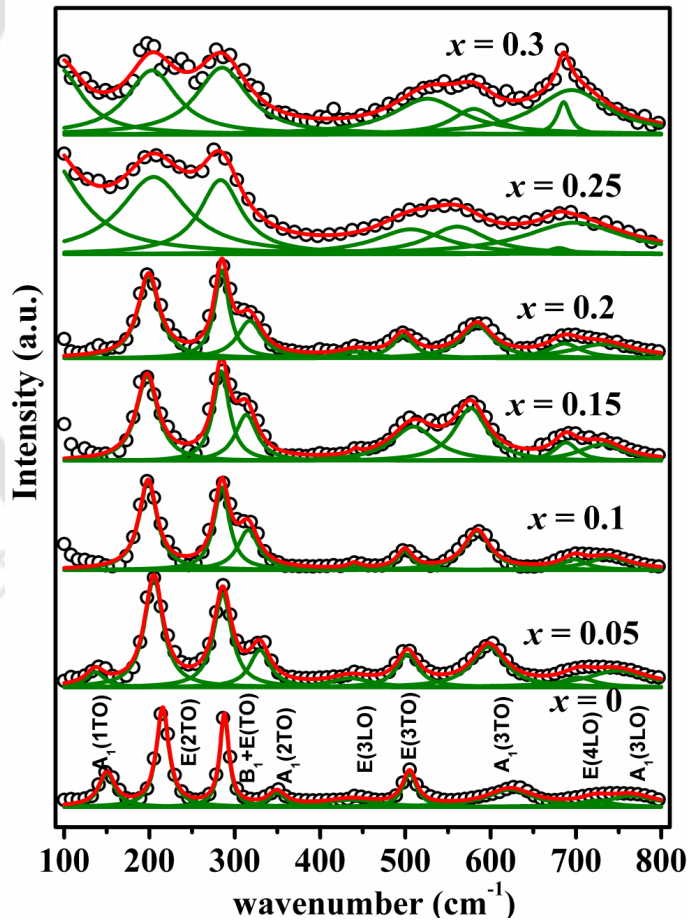 x = 0.3
x = 0.25
x = 0.2
x = 0.15
x = 0.1
x = 0.05
x = 0
A₁(1TO)
E(2TO)
B₁+E(TO)
A₁(2TO)
E(3LO)
E(3TO)
A₁(3TO)
E(4LO)
A₁(3LO)
Intensity (a.u.)
100 200 300 400 500 600 700 800
wavenumber (cm⁻¹)